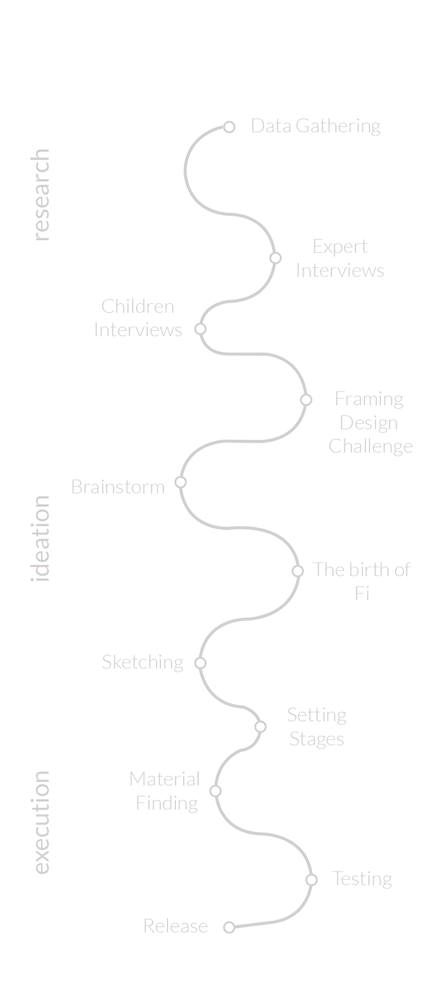 research
Data Gathering
Expert
Interviews
Children
Interviews
Framing
Design
Challenge
ideation
Brainstorm
The birth of
Fi
Sketching
Setting
Stages
execution
Material
Finding
Testing
Release